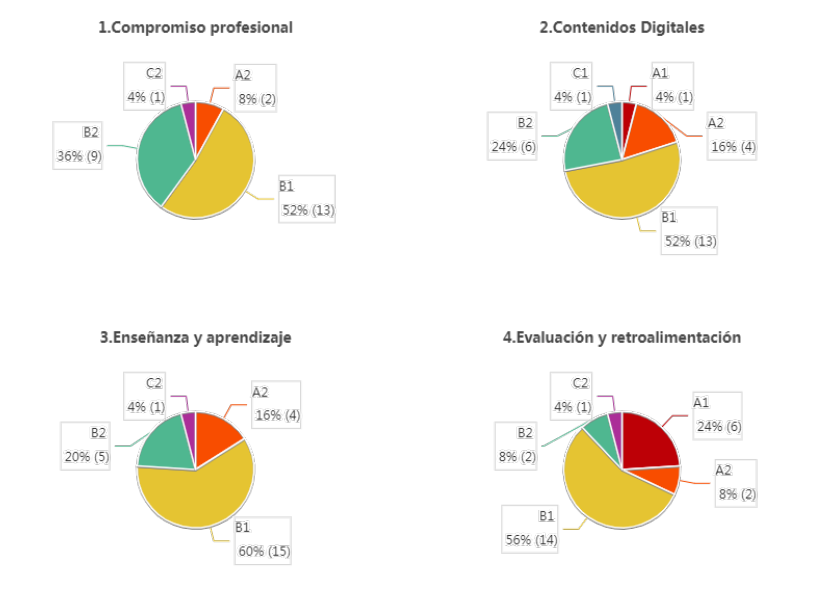 1.Compromiso profesional
C2
4% (1)
A2
8% (2)
B2
36% (9)
B1
52% (13)
2.Contenidos Digitales
C1
4% (1)
A1
4% (1)
B2
24% (6)
A2
16% (4)
B1
52% (13)
3.Enseñanza y aprendizaje
C2
4% (1)
A2
16% (4)
B2
20% (5)
B1
60% (15)
4.Evaluación y retroalimentación
C2
4% (1)
A1
24% (6)
B2
8% (2)
A2
8% (2)
B1
56% (14)